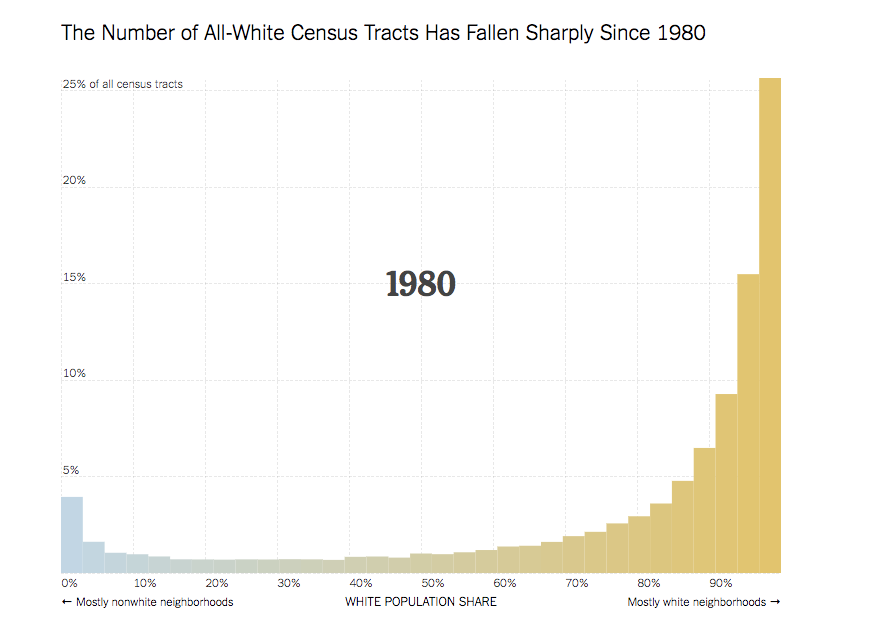 The Number of All-White Census Tracts Has Fallen Sharply Since 1980
25% of all census tracts
20%
15%
1980
10%
5%
0% 10% 20% 30% 40% 50% 60% 70% 80% 90%
← Mostly nonwhite neighborhoods WHITE POPULATION SHARE Mostly white neighborhoods →